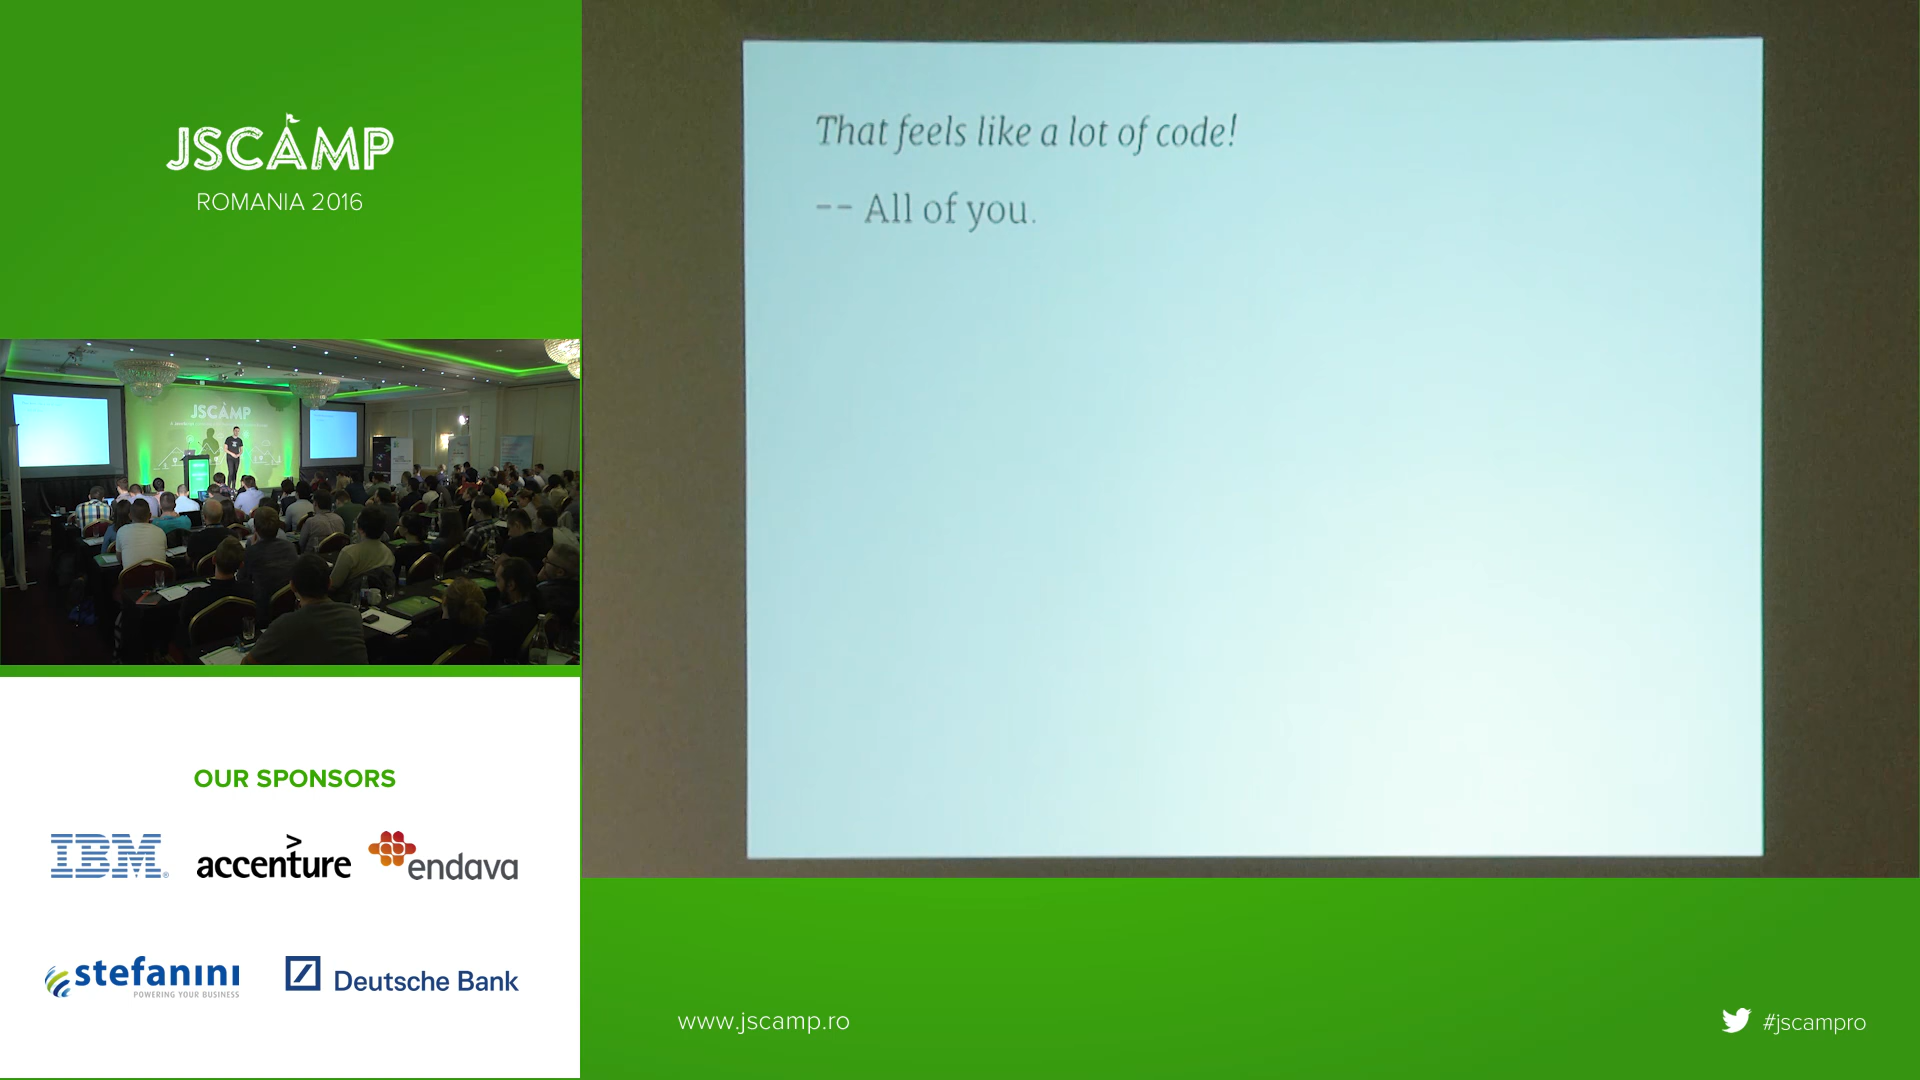 JSCAMP
ROMANIA 2016
That feels like a lot of code!
-- All of you.
JSCAMP
OUR SPONSORS
IBM®
accenture
endava
stefanini
POWERING YOUR BUSINESS
Deutsche Bank
www.jscamp.ro
#jscampro